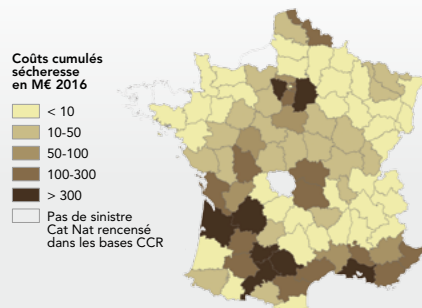 Coûts cumulés
sécheresse
en M€ 2016
< 10
10-50
50-100
100-300
> 300
Pas de sinistre
Cat Nat rencensé
dans les bases CCR